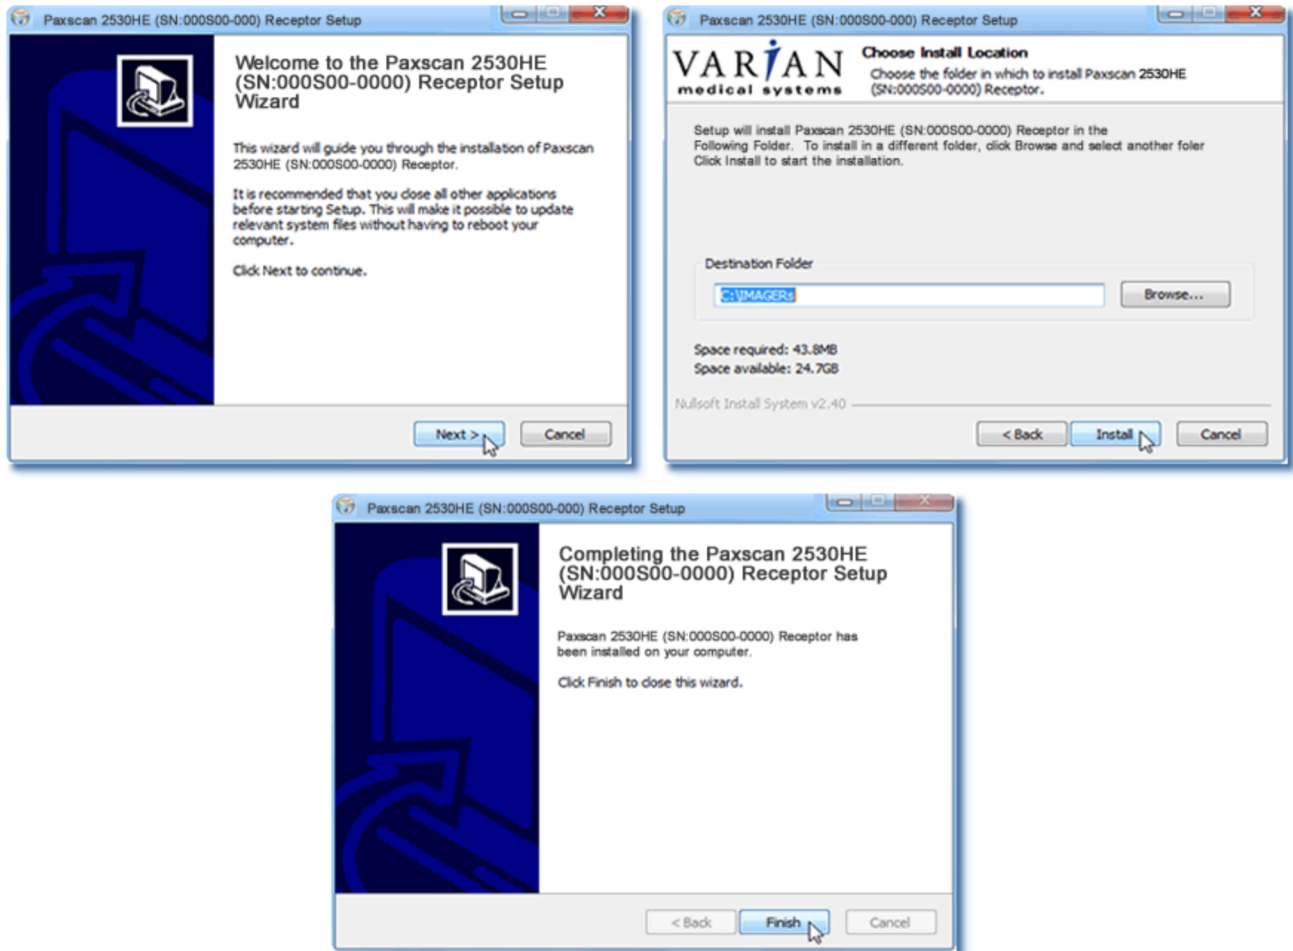 Paxscan 2530HE (SN:000S00-000) Receptor Setup
Welcome to the Paxscan 2530HE
(SN:000S00-0000) Receptor Setup
Wizard
This wizard will guide you through the installation of Paxscan
2530HE (SN:000S00-0000) Receptor.
It is recommended that you close all other applications
before starting Setup. This will make it possible to update
relevant system files without having to reboot your
computer.
Click Next to continue.
Next >
Cancel
Paxscan 2530HE (SN:000S00-000) Receptor Setup
VARIAN
medical systems
Choose Install Location
Choose the folder in which to install Paxscan 2530HE
(SN:000S00-0000) Receptor.
Setup will install Paxscan 2530HE (SN:000S00-0000) Receptor in the
Following Folder. To install in a different folder, click Browse and select another foler
Click Install to start the installation.
Destination Folder
C:\IMAGERs
Browse...
Space required: 43.8MB
Space available: 24.7GB
Nullsoft Install System v2.40
< Back
Install
Cancel
Paxscan 2530HE (SN:000S00-000) Receptor Setup
Completing the Paxscan 2530HE
(SN:000S00-0000) Receptor Setup
Wizard
Paxscan 2530HE (SN:000S00-0000) Receptor has
been installed on your computer.
Click Finish to close this wizard.
< Back
Finish
Cancel